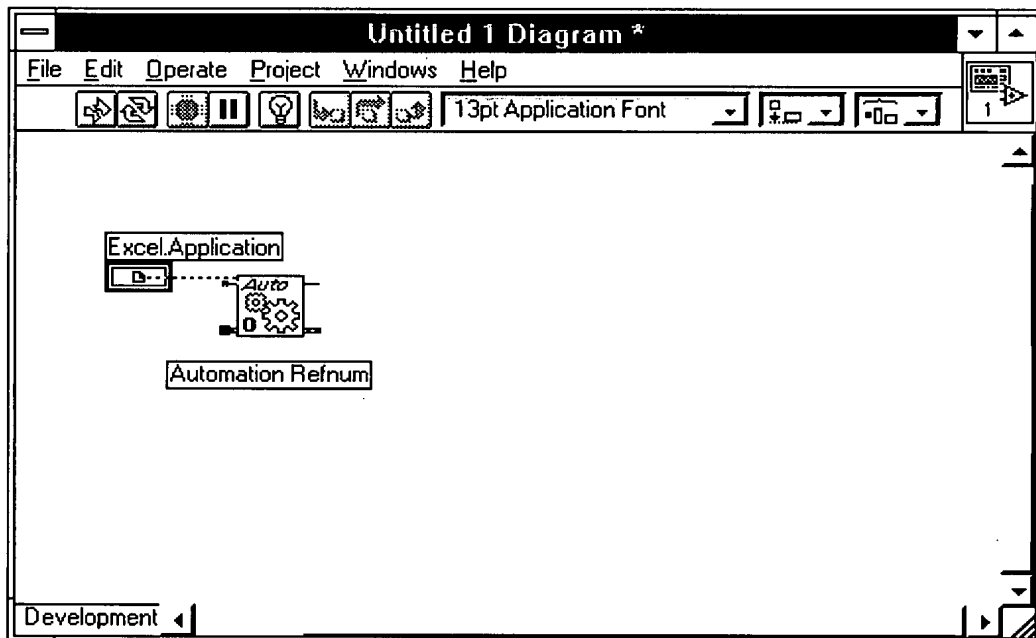 Untitled 1 Diagram *
File Edit Operate Project Windows Help
13pt Application Font
1
Excel.Application
Auto
Automation Refnum
Development